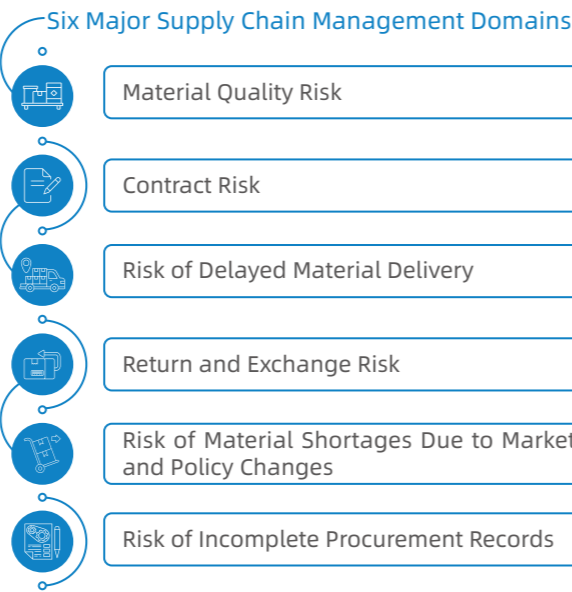 Six Major Supply Chain Management Domains
Material Quality Risk
Contract Risk
Risk of Delayed Material Delivery
Return and Exchange Risk
Risk of Material Shortages Due to Market
and Policy Changes
Risk of Incomplete Procurement Records